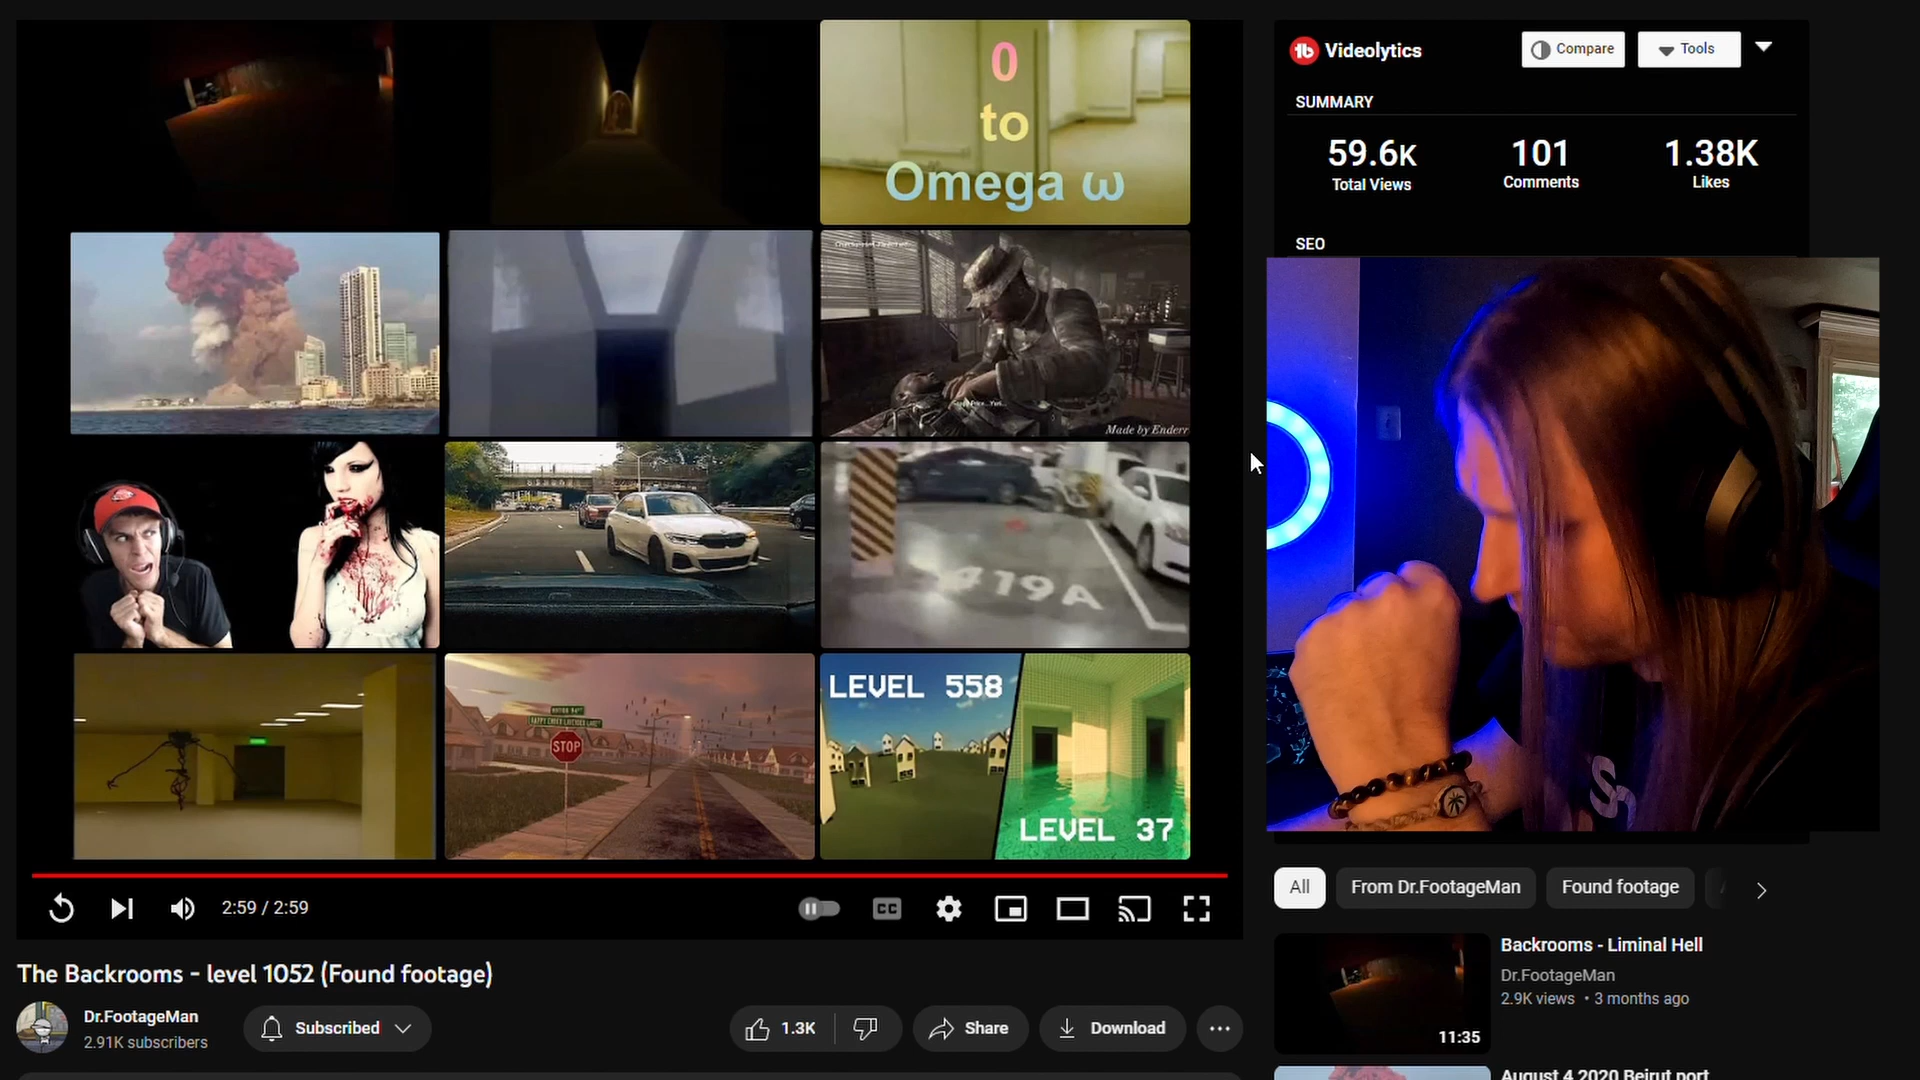 0
to
Omega ω
Made by Enderr
419A
STOP
LEVEL 558
LEVEL 37
2:59 / 2:59
CC
The Backrooms - level 1052 (Found footage)
Dr.FootageMan
2.91K subscribers
Subscribed
1.3K
Share
Download
Videolytics
Compare
Tools
SUMMARY
59.6K
Total Views
101
Comments
1.38K
Likes
SEO
All
From Dr.FootageMan
Found footage
11:35
Backrooms - Liminal Hell
Dr.FootageMan
2.9K views • 3 months ago
August 4 2020 Beirut port